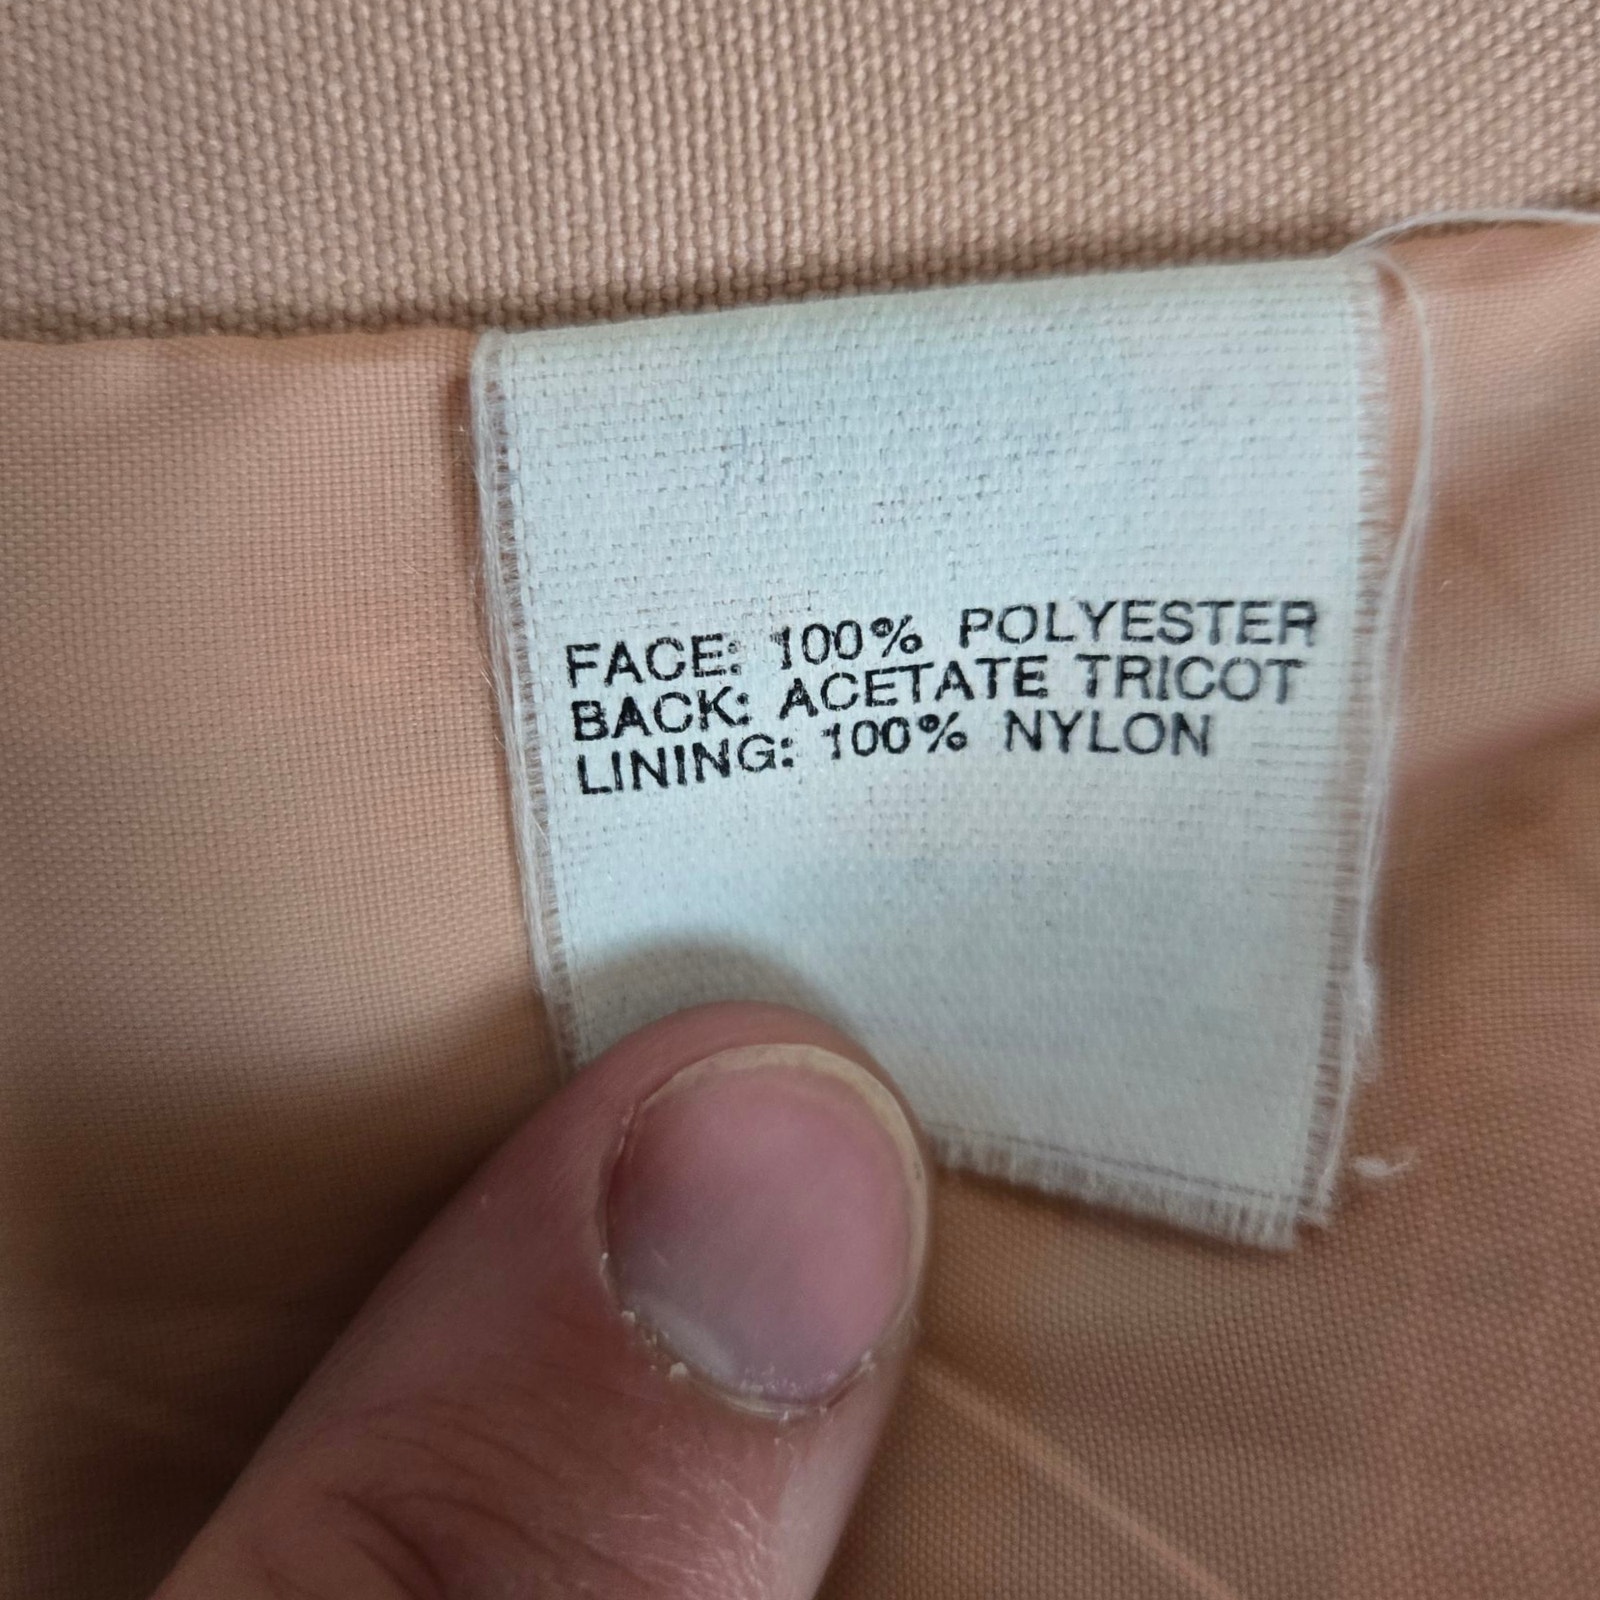 FACE: 100% POLYESTER
BACK: ACETATE TRICOT
LINING: 100% NYLON